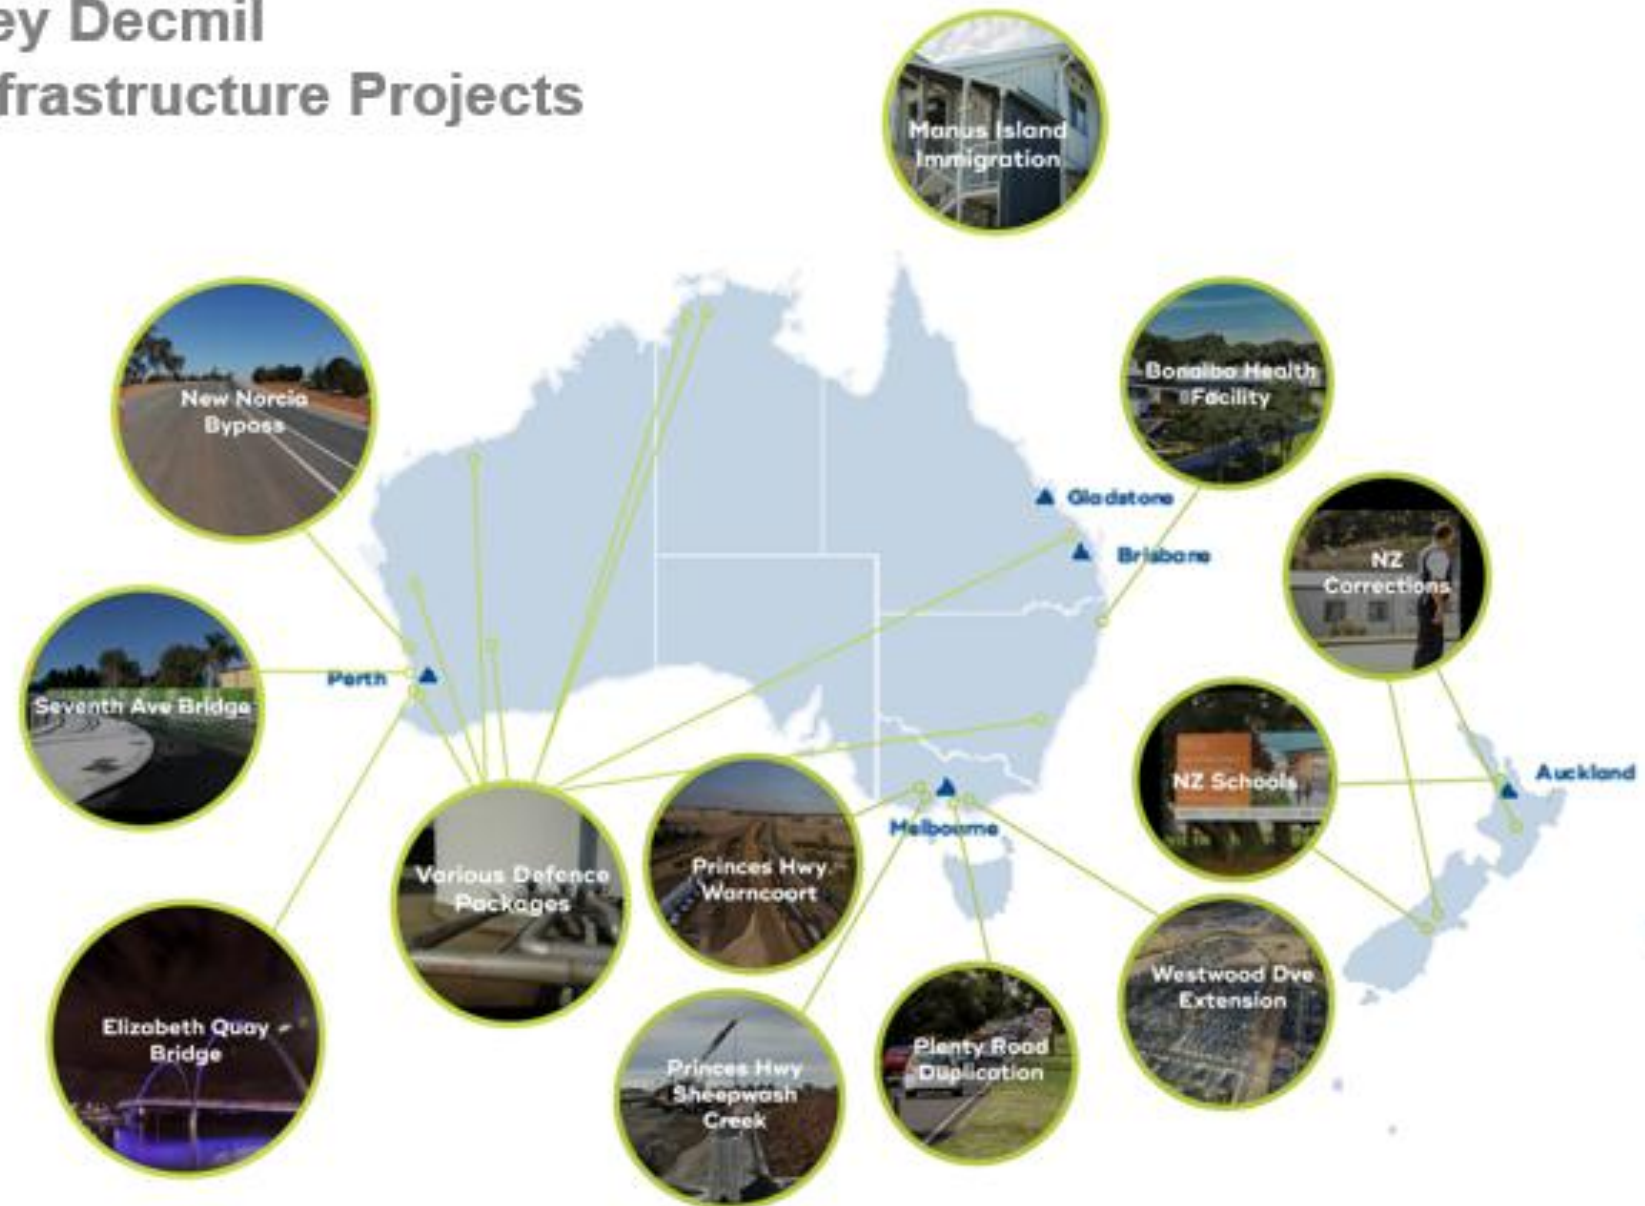 ey Decmil
frastructure Projects
Manus Island
Immigration
New Norcia
Bypass
Bonalbo Health
Facility
Gladstone
Brisbane
NZ
Corrections
Seventh Ave Bridge
Perth
NZ Schools
Auckland
Melbourne
Various Defence
Packages
Princes Hwy
Warncoort
Westwood Dve
Extension
Elizabeth Quay
Bridge
Princes Hwy
Sheepwash
Creek
Plenty Road
Duplication